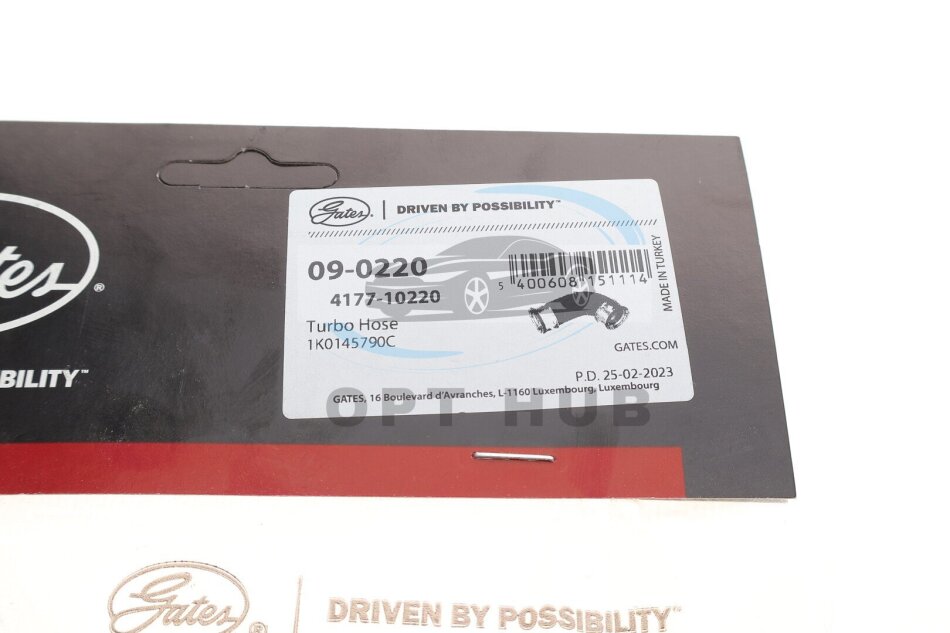 Gates. | DRIVEN BY POSSIBILITY™
09-0220
4177-10220
5 400608 151114
MADE IN TURKEY
Turbo Hose
1K0145790C
GATES.COM
P.D. 25-02-2023
GATES, 16 Boulevard d'Avranches, L-1160 Luxembourg, Luxembourg
OPT HUB
tes®
SIBILITY™
Gates® | DRIVEN BY POSSIBILITY™